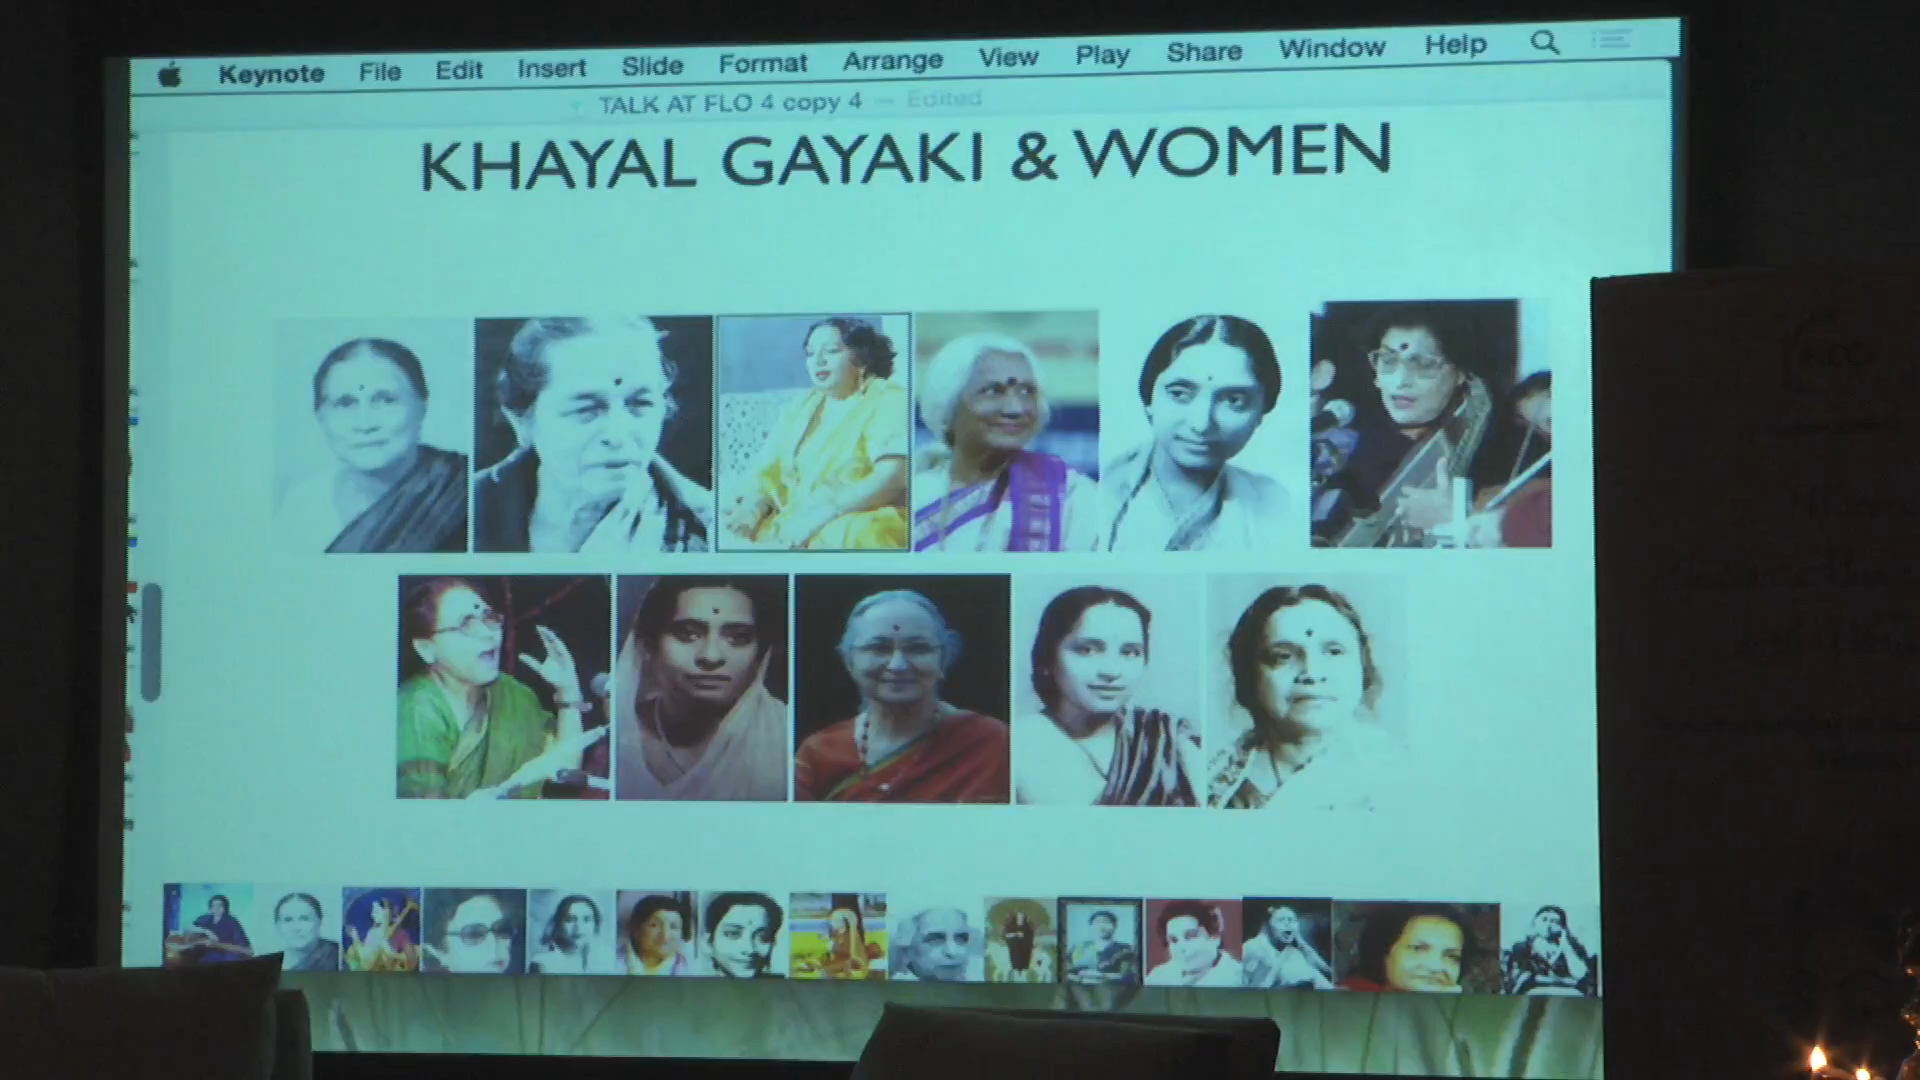 Keynote File Edit Insert Slide Format Arrange View Play Share Window Help
TALK AT FLO 4 copy 4 — Edited
KHAYAL GAYAKI & WOMEN